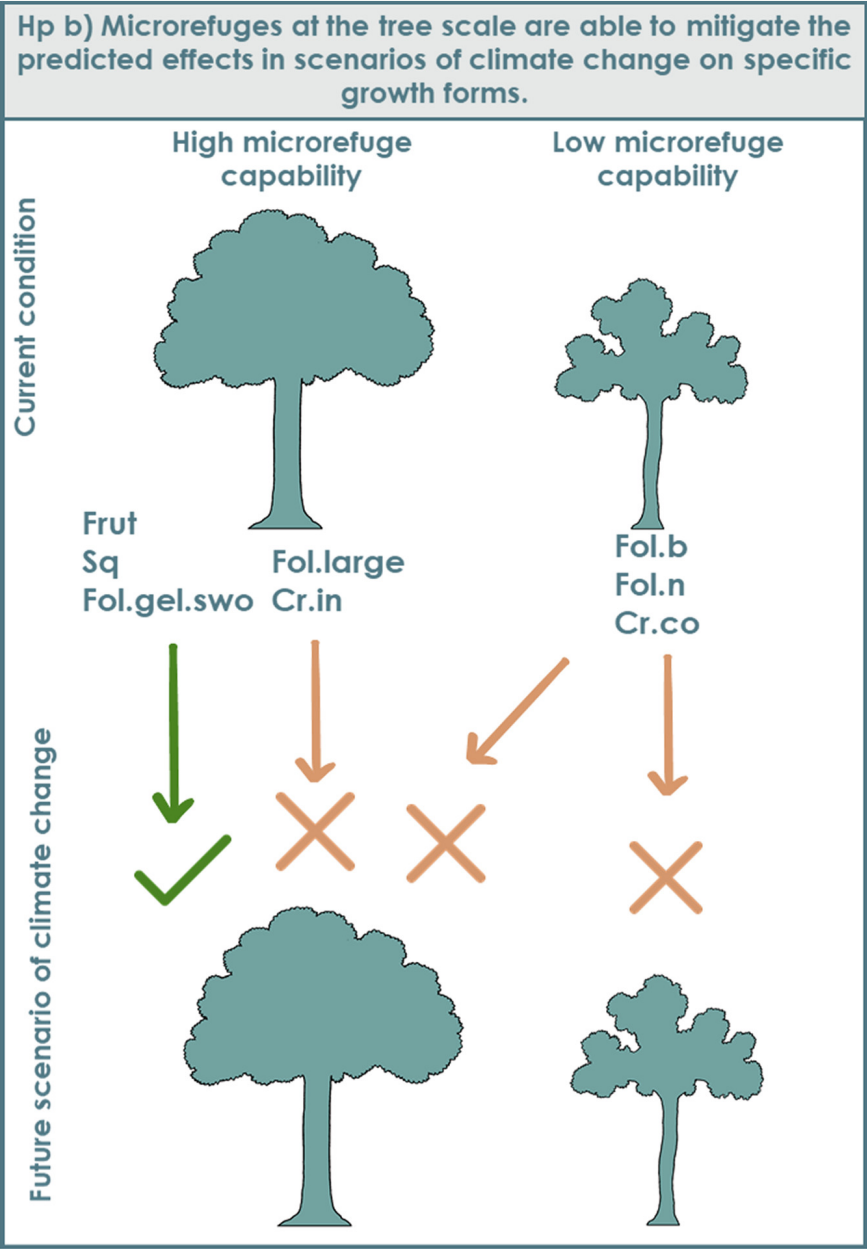 Hp b) Microrefuges at the tree scale are able to mitigate the
predicted effects in scenarios of climate change on specific
growth forms.
High microrefuge
capability
Low microrefuge
capability
Current condition
Frut
Sq
Fol.gel.swo
Fol.large
Cr.in
Fol.b
Fol.n
Cr.co
Future scenario of climate change